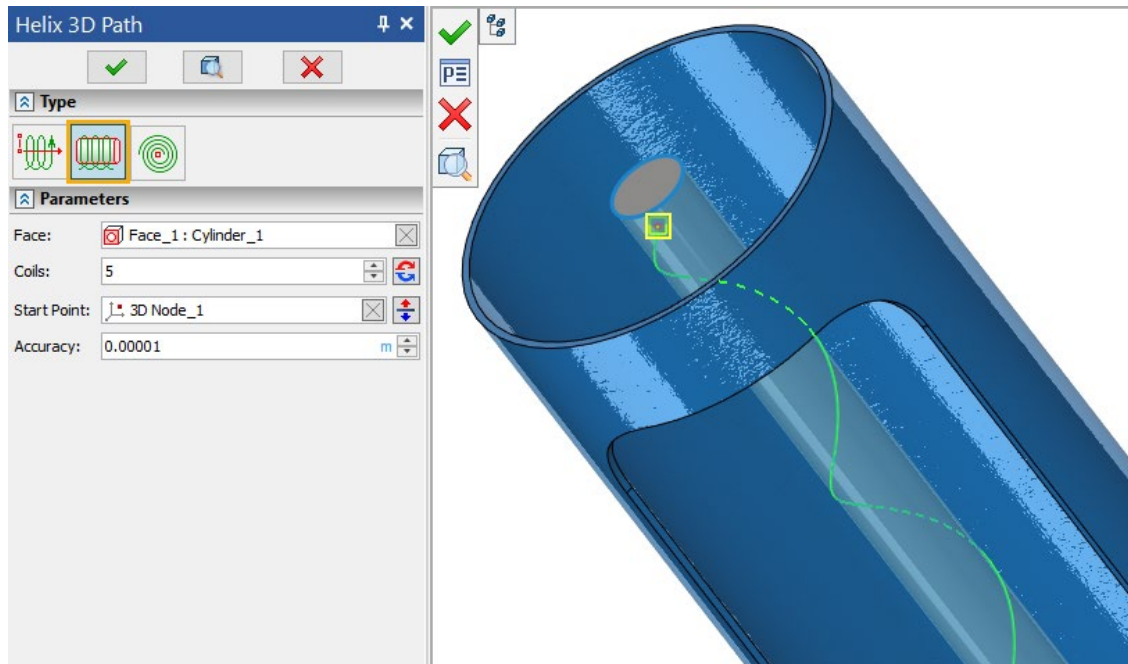 Helix 3D Path
Type
Parameters
Face: Face_1 : Cylinder_1
Coils: 5
Start Point: 3D Node_1
Accuracy: 0.00001 m